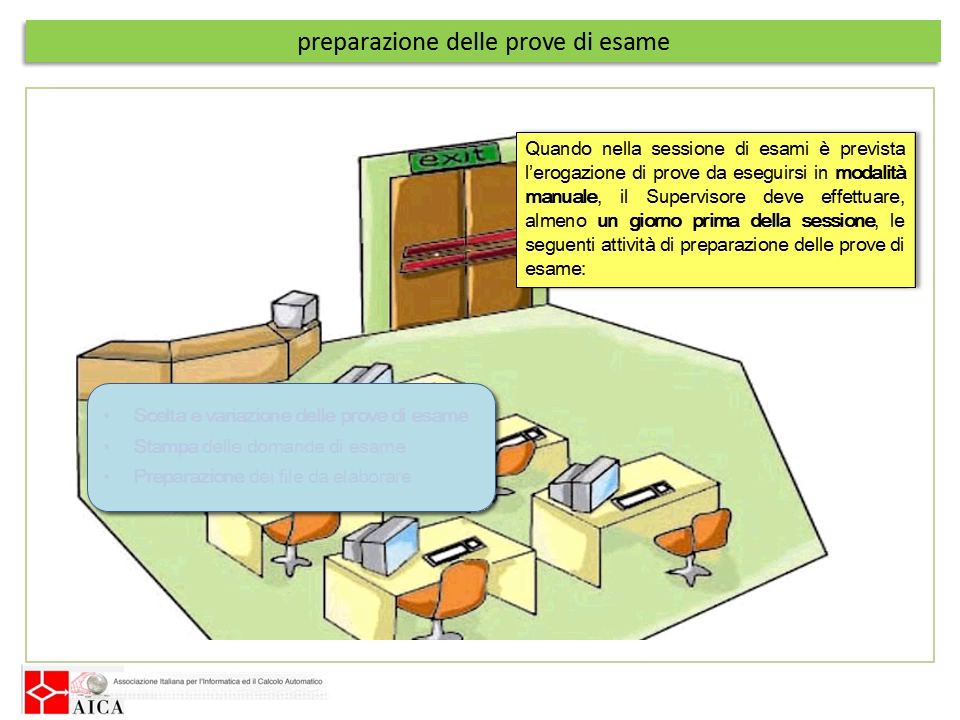 preparazione delle prove di esame
exit
Quando nella sessione di esami è prevista
l'erogazione di prove da eseguirsi in modalità
manuale, il Supervisore deve effettuare,
almeno un giorno prima della sessione, le
seguenti attività di preparazione delle prove di
esame:
• Scelta e variazione delle prove di esame
• Stampa delle domande di esame
• Preparazione dei file da elaborare
Associazione Italiana per l'Informatica ed il Calcolo Automatico
AICA